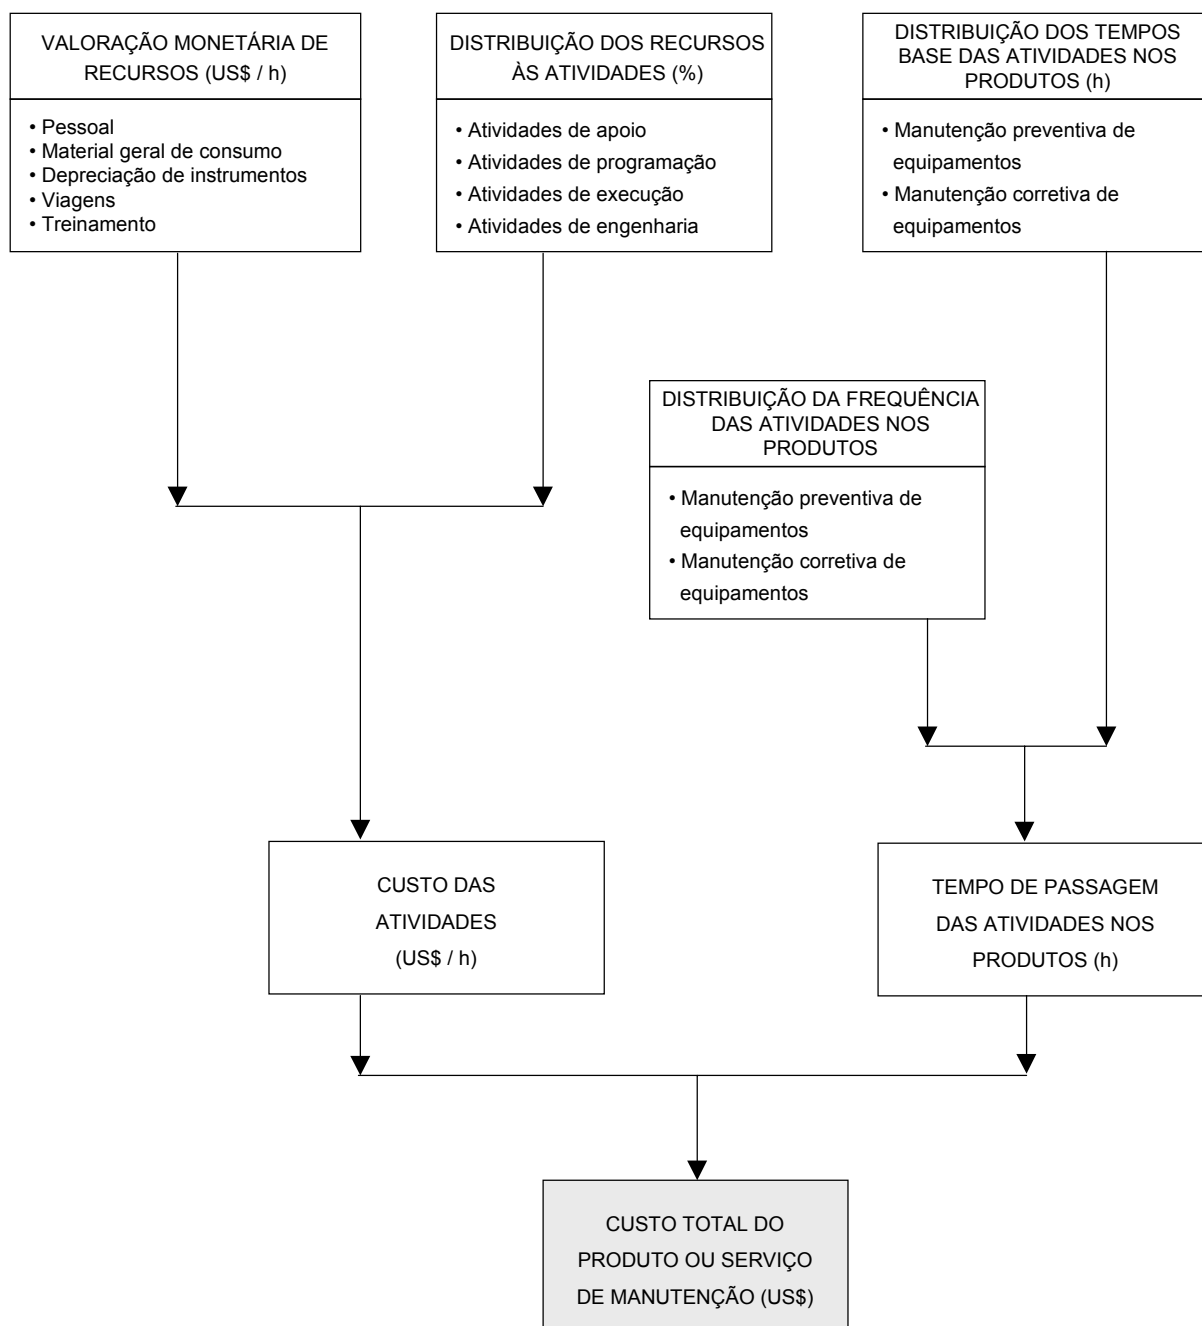 VALORAÇÃO MONETÁRIA DE
RECURSOS (US$ / h)
• Pessoal
• Material geral de consumo
• Depreciação de instrumentos
• Viagens
• Treinamento
DISTRIBUIÇÃO DOS RECURSOS
ÀS ATIVIDADES (%)
• Atividades de apoio
• Atividades de programação
• Atividades de execução
• Atividades de engenharia
DISTRIBUIÇÃO DOS TEMPOS
BASE DAS ATIVIDADES NOS
PRODUTOS (h)
• Manutenção preventiva de
equipamentos
• Manutenção corretiva de
equipamentos
DISTRIBUIÇÃO DA FREQUÊNCIA
DAS ATIVIDADES NOS
PRODUTOS
• Manutenção preventiva de
equipamentos
• Manutenção corretiva de
equipamentos
CUSTO DAS
ATIVIDADES
(US$ / h)
TEMPO DE PASSAGEM
DAS ATIVIDADES NOS
PRODUTOS (h)
CUSTO TOTAL DO
PRODUTO OU SERVIÇO
DE MANUTENÇÃO (US$)